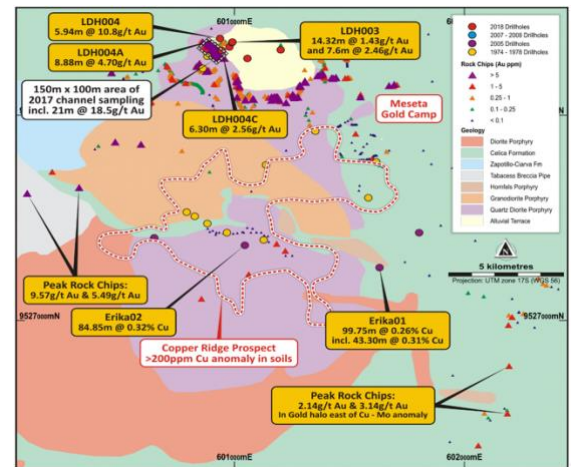 601000mE
LDH004
5.94m @ 10.8g/t Au
LDH003
14.32m @ 1.43g/t Au
and 7.6m @ 2.46g/t Au
LDH004A
8.88m @ 4.70g/t Au
150m x 100m area of
2017 channel sampling
incl. 21m @ 18.5g/t Au
LDH004C
6.30m @ 2.56g/t Au
Meseta
Gold Camp
2018 Drillholes
2007 - 2008 Drillholes
2005 Drillholes
1974 - 1978 Drillholes
Rock Chips (Au ppm)
> 5
1 - 5
0.25 - 1
0.1 - 0.25
< 0.1
Geology
Diorite Porphyry
Celica Formation
Zapotillo-Ciarva Fm
Tabacess Breccia Pipe
Hornfels Porphyry
Granodiorite Porphyry
Quartz Diorite Porphyry
Alluvial Terrace
5 kilometres
Projection: UTM zone 17S (WGS 56)
Peak Rock Chips:
9.57g/t Au & 5.49g/t Au
Erika02
84.85m @ 0.32% Cu
Erika01
99.75m @ 0.26% Cu
incl. 43.30m @ 0.31% Cu
9527000mN
9527000mN
Copper Ridge Prospect
>200ppm Cu anomaly in soils
Peak Rock Chips:
2.14g/t Au & 3.14g/t Au
In Gold halo east of Cu - Mo anomaly
601000mE
602000mE